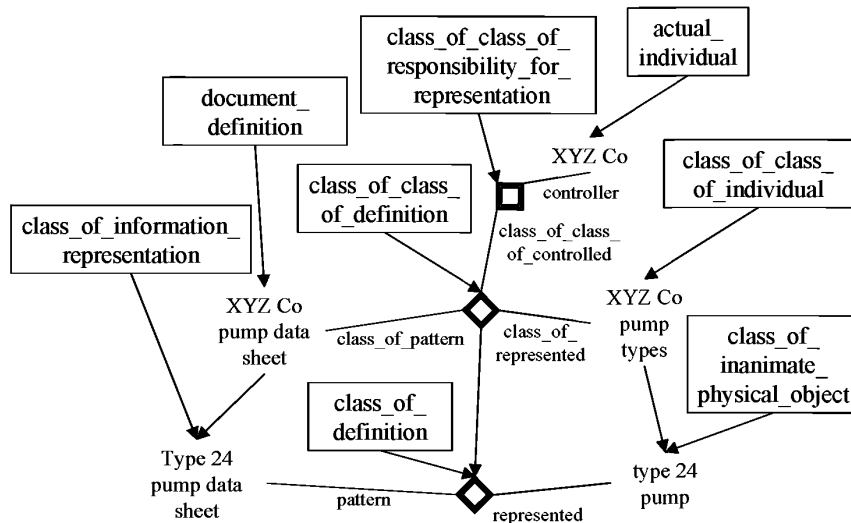 class_of_class_of_
responsibility_for_
representation
actual_
individual
document_
definition
XYZ Co
class_of_class_
of_individual
class_of_class_
of_definition
controller
class_of_information_
representation
class_of_class_
of_controlled
XYZ Co
pump data
sheet
class_of_pattern
class_of_
represented
XYZ Co
pump
types
class_of_
inanimate_
physical_object
class_of_
definition
Type 24
pump data
sheet
pattern
represented
type 24
pump